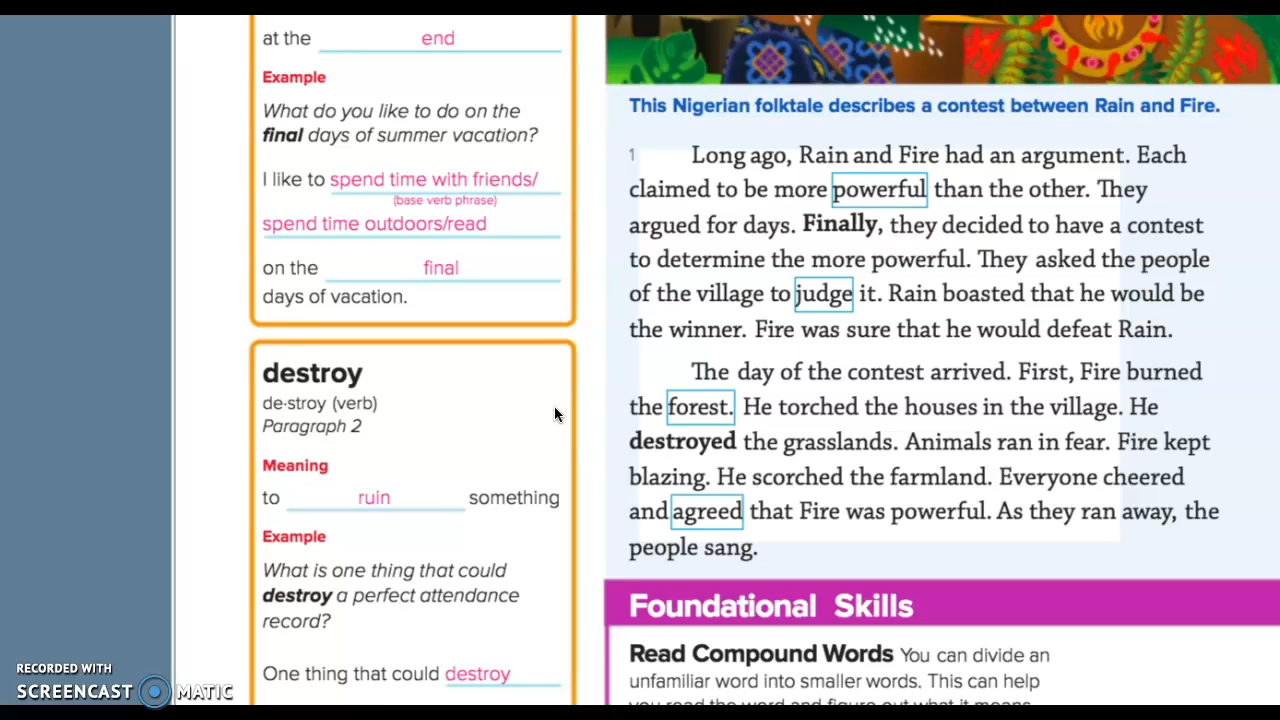 at the end
Example
What do you like to do on the
final days of summer vacation?
I like to spend time with friends/
(base verb phrase)
spend time outdoors/read
on the final
days of vacation.
destroy
de·stroy (verb)
Paragraph 2
Meaning
to ruin something
Example
What is one thing that could
destroy a perfect attendance
record?
One thing that could destroy
This Nigerian folktale describes a contest between Rain and Fire.
1 Long ago, Rain and Fire had an argument. Each
claimed to be more powerful than the other. They
argued for days. Finally, they decided to have a contest
to determine the more powerful. They asked the people
of the village to judge it. Rain boasted that he would be
the winner. Fire was sure that he would defeat Rain.
The day of the contest arrived. First, Fire burned
the forest. He torched the houses in the village. He
destroyed the grasslands. Animals ran in fear. Fire kept
blazing. He scorched the farmland. Everyone cheered
and agreed that Fire was powerful. As they ran away, the
people sang.
Foundational Skills
Read Compound Words You can divide an
unfamiliar word into smaller words. This can help
you read the word and figure out what it means.
RECORDED WITH
SCREENCAST MATIC